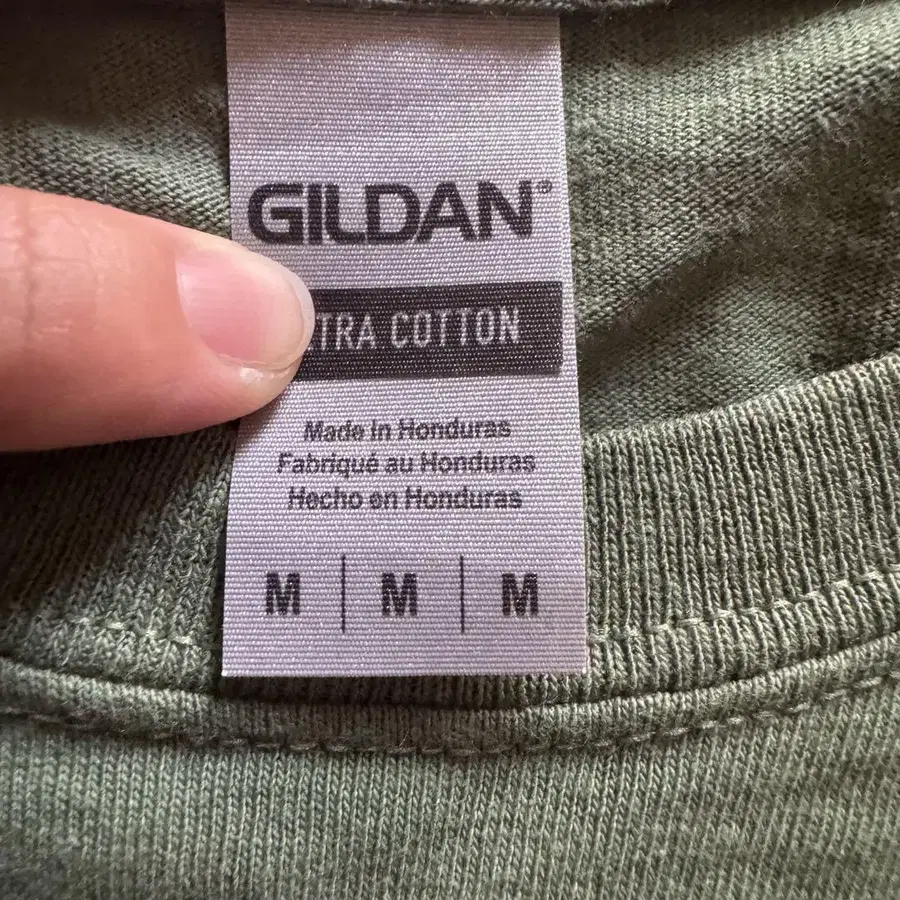 GILDAN®
TRA COTTON
Made in Honduras
Fabriqué au Honduras
Hecho en Honduras
M | M | M